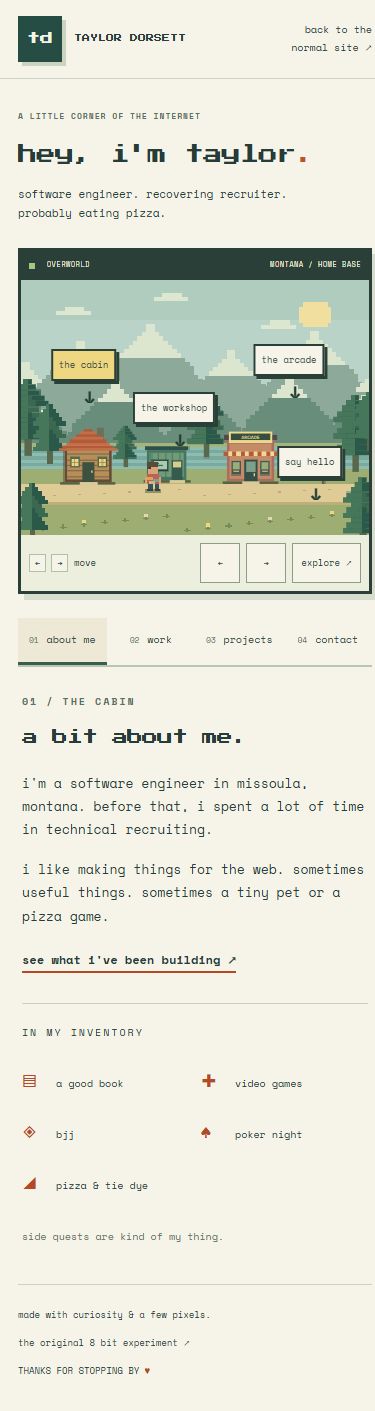 td
TAYLOR DORSETT
back to the
normal site ↗
A LITTLE CORNER OF THE INTERNET
hey, i'm taylor.
software engineer. recovering recruiter.
probably eating pizza.
OVERWORLD
MONTANA / HOME BASE
the cabin
the arcade
the workshop
ARCADE
say hello
← → move
← → explore ↗
01 about me
02 work
03 projects
04 contact
01 / THE CABIN
a bit about me.
i'm a software engineer in missoula,
montana. before that, i spent a lot of time
in technical recruiting.
i like making things for the web. sometimes
useful things. sometimes a tiny pet or a
pizza game.
see what i've been building ↗
IN MY INVENTORY
a good book
video games
bjj
poker night
pizza & tie dye
side quests are kind of my thing.
made with curiosity & a few pixels.
the original 8 bit experiment ↗
THANKS FOR STOPPING BY ♥